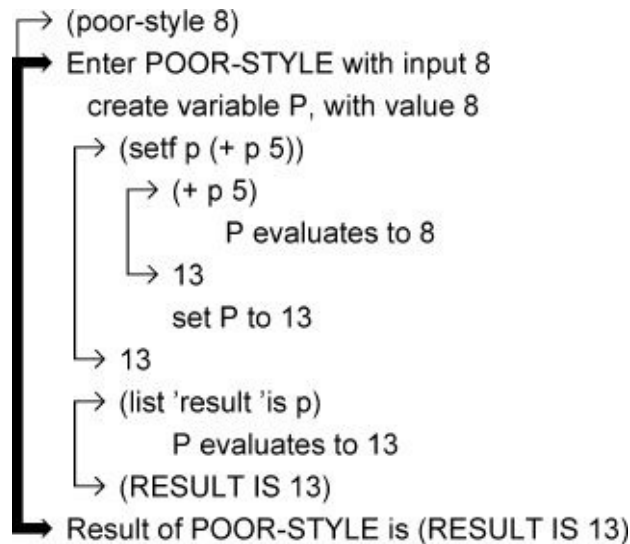 (poor-style 8)
Enter POOR-STYLE with input 8
create variable P, with value 8
(setf p (+ p 5))
(+ p 5)
P evaluates to 8
13
set P to 13
13
(list ’result ’is p)
P evaluates to 13
(RESULT IS 13)
Result of POOR-STYLE is (RESULT IS 13)